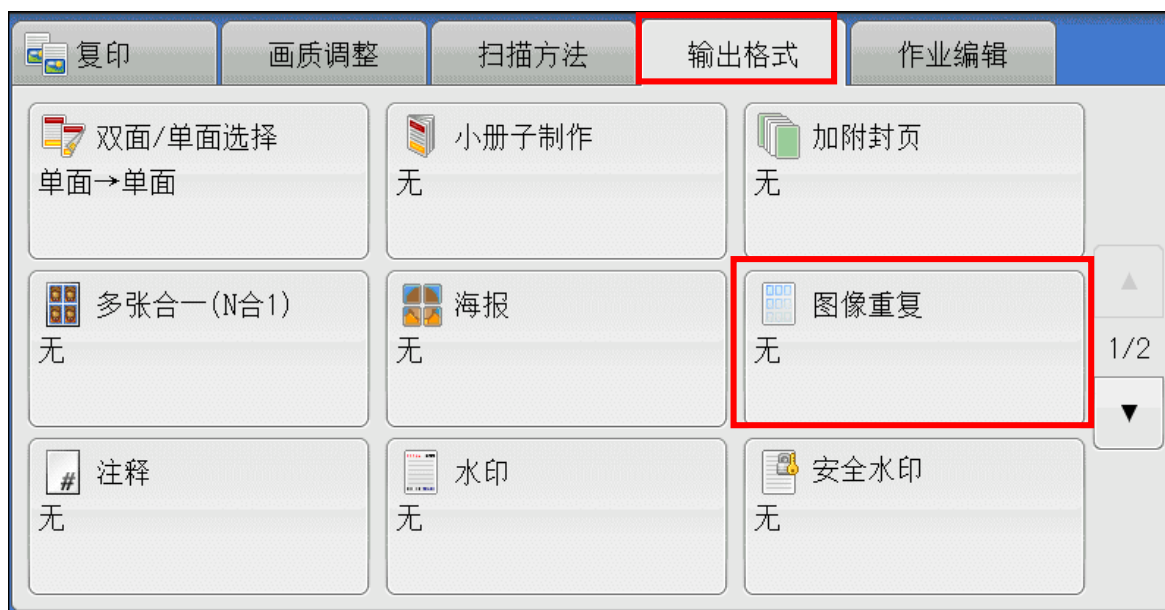 复印 画质调整 扫描方法 输出格式 作业编辑
双面/单面选择 小册子制作 加附封页
单面→单面 无 无
多张合一(N合1) 海报 图像重复
无 无 无
1/2
注释 水印 安全水印
无 无 无